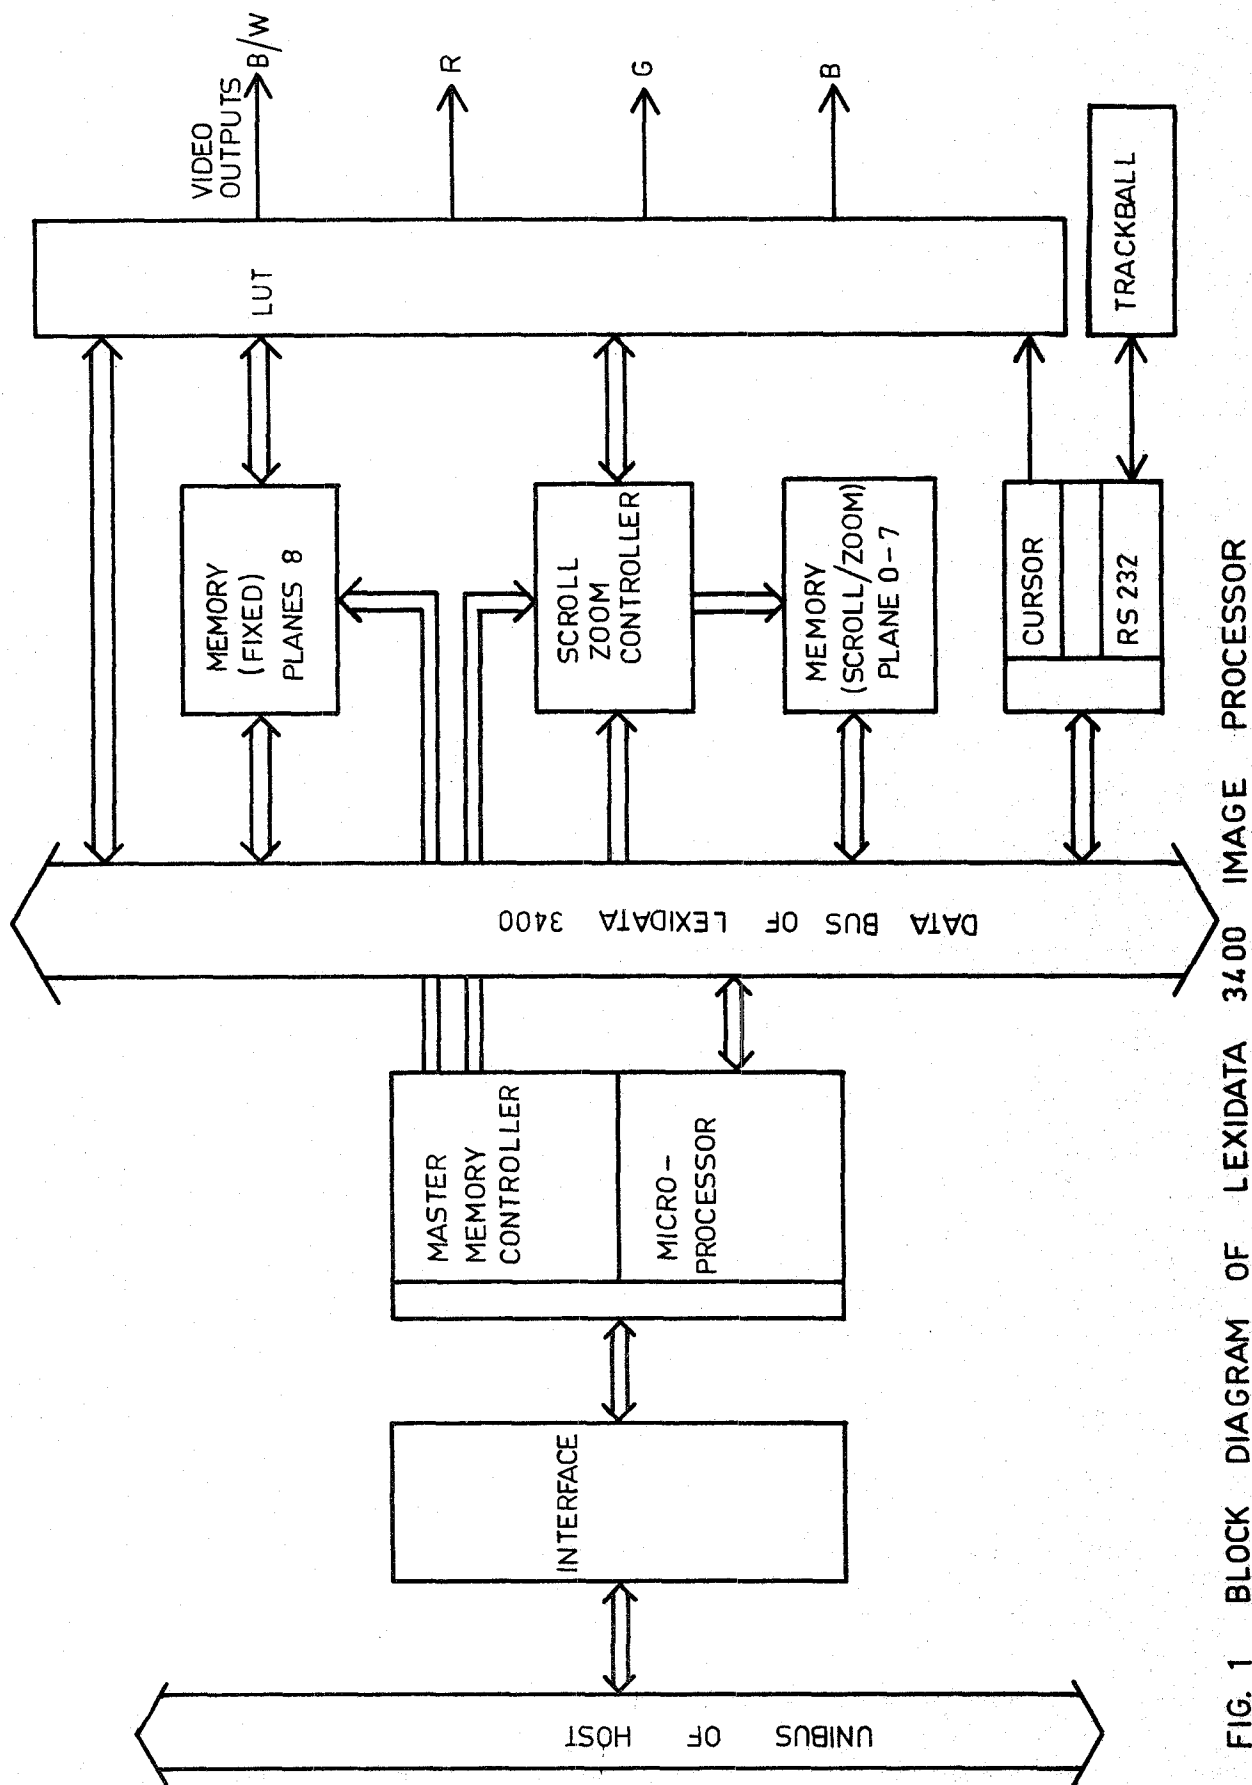 VIDEO
OUTPUTS
B/W
R
G
B
LUT
TRACKBALL
MEMORY
(FIXED)
PLANES 8
SCROLL
ZOOM
CONTROLLER
MEMORY
(SCROLL/ZOOM)
PLANE 0-7
CURSOR
RS 232
DATA BUS OF LEXIDATA 3400
MASTER
MEMORY
CONTROLLER
MICRO-
PROCESSOR
INTERFACE
UNIBUS OF HOST
FIG. 1 BLOCK DIAGRAM OF LEXIDATA 3400 IMAGE PROCESSOR